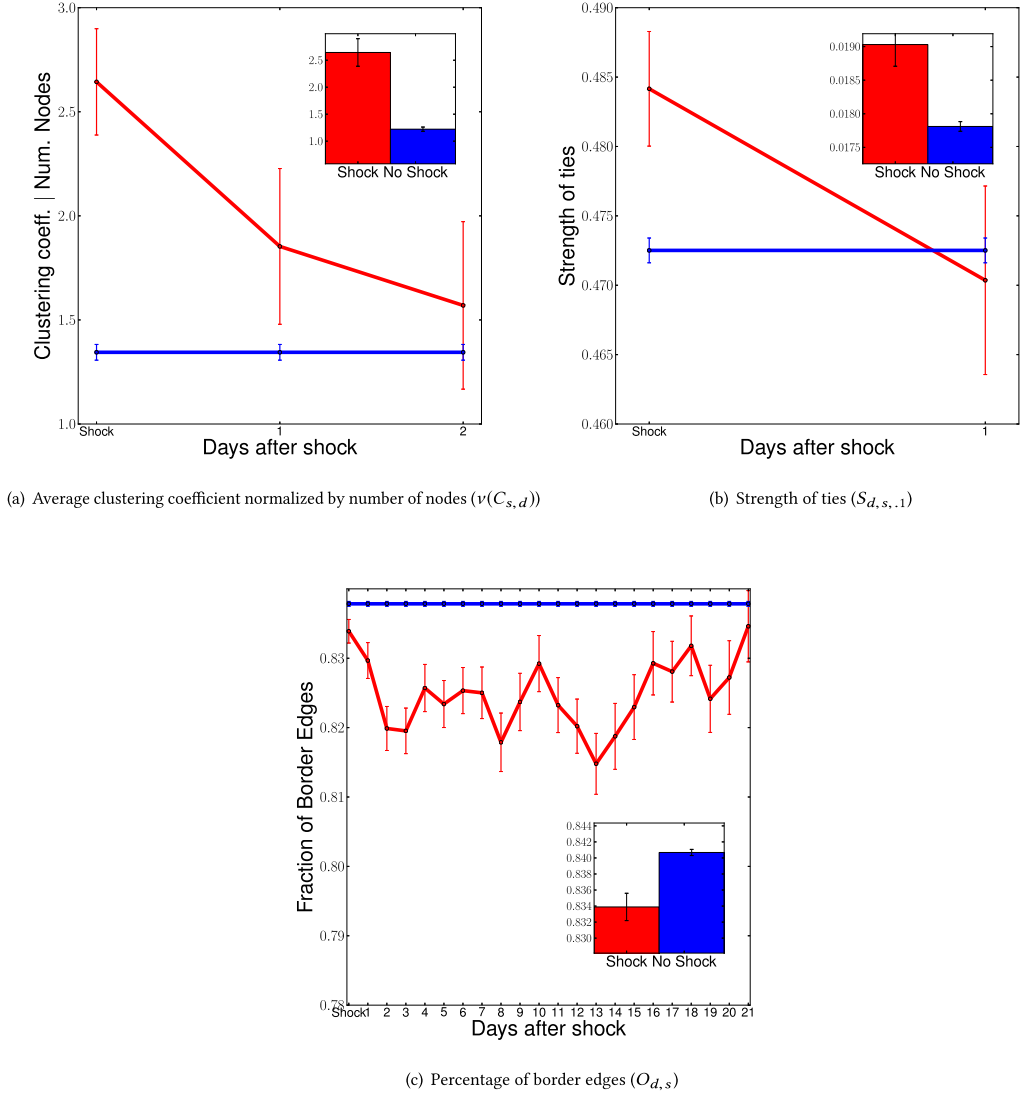 3.0
2.5
2.0
1.5
1.0
Clustering coeff. | Num. Nodes
2.5
2.0
1.5
1.0
Shock No Shock
Shock 1 2
Days after shock
(a) Average clustering coefficient normalized by number of nodes (ν(C_{s,d}))
0.490
0.485
0.480
0.475
0.470
0.465
0.460
Strength of ties
0.0190
0.0185
0.0180
0.0175
Shock No Shock
Shock 1
Days after shock
(b) Strength of ties (S_{d,s,.1})
0.83
0.82
0.81
0.80
0.79
0.78
Fraction of Border Edges
0.844
0.842
0.840
0.838
0.836
0.834
0.832
0.830
Shock No Shock
Shock 1 2 3 4 5 6 7 8 9 10 11 12 13 14 15 16 17 18 19 20 21
Days after shock
(c) Percentage of border edges (O_{d,s})